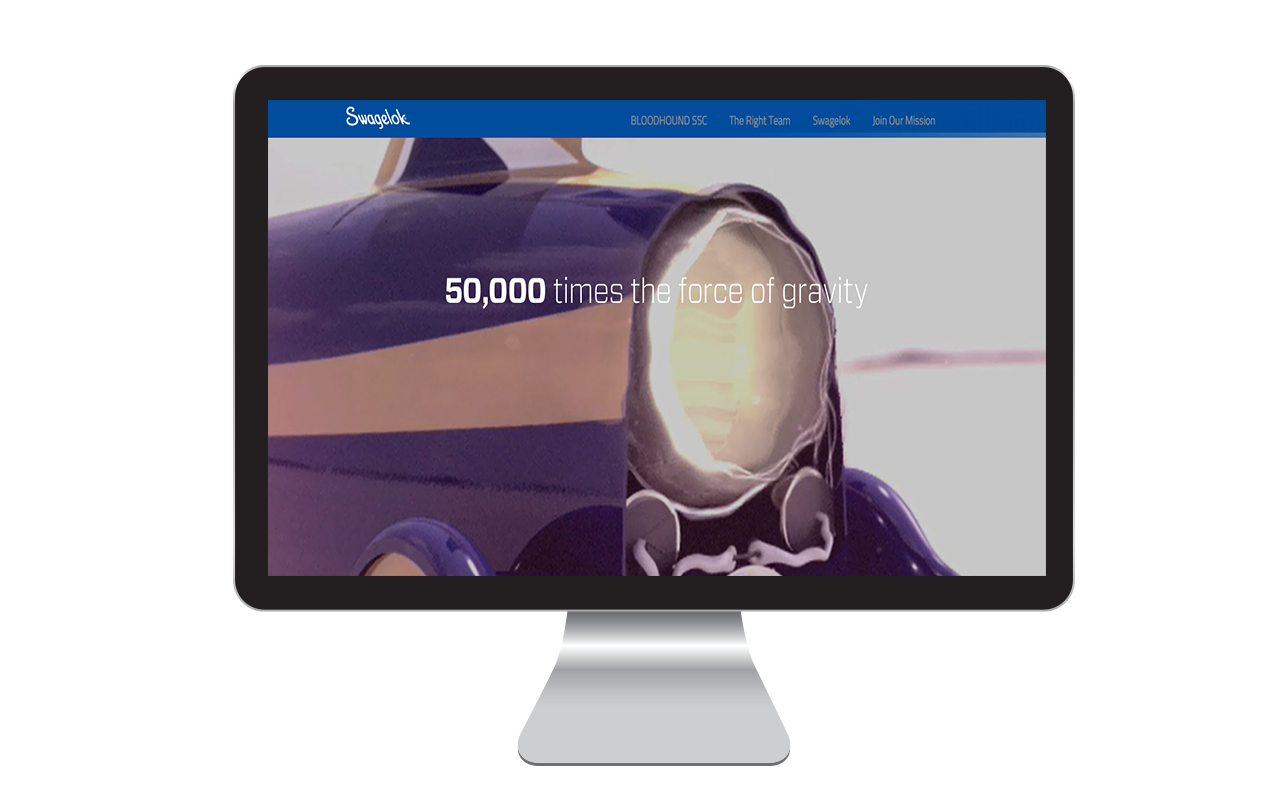 Swagelok
BLOODHOUND SSC The Right Team Swagelok Join Our Mission
50,000 times the force of gravity